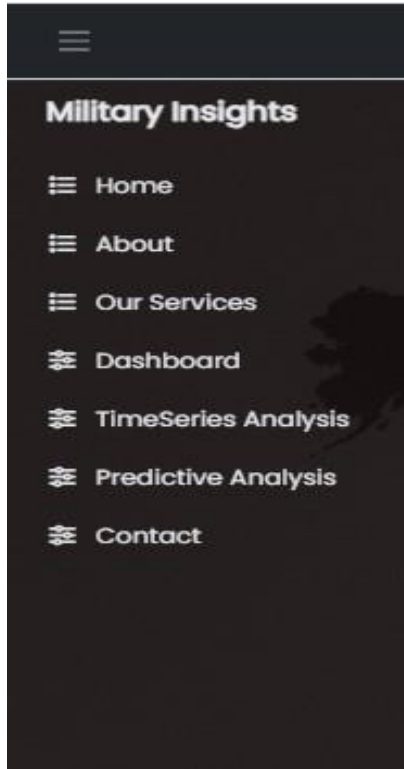 Military Insights
Home
About
Our Services
Dashboard
TimeSeries Analysis
Predictive Analysis
Contact